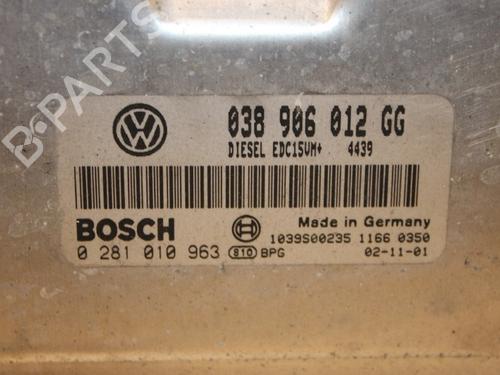 B-PARTS
038 906 012 GG
DIESEL EDC15VM+ 4439
BOSCH
Made in Germany
1039S00235 1166 0350
0 281 010 963 S10 BPG 02-11-01